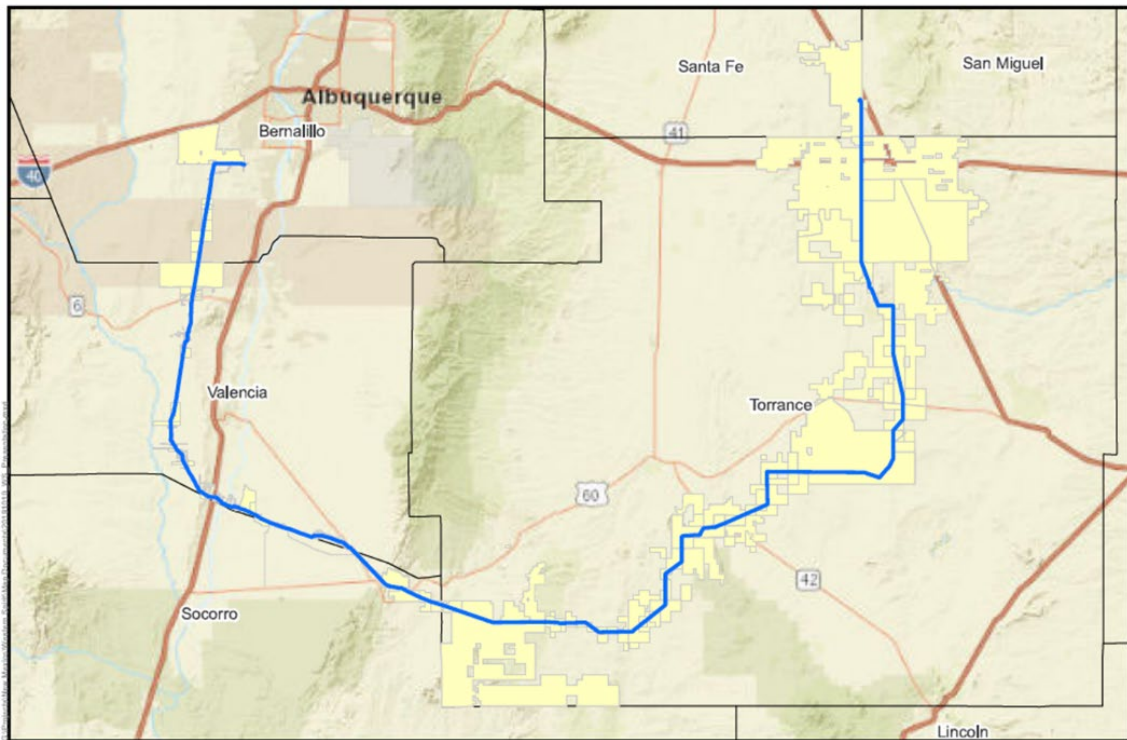 Santa Fe
San Miguel
Albuquerque
Bernalillo
41
40
6
Valencia
Torrance
60
42
Socorro
Lincoln